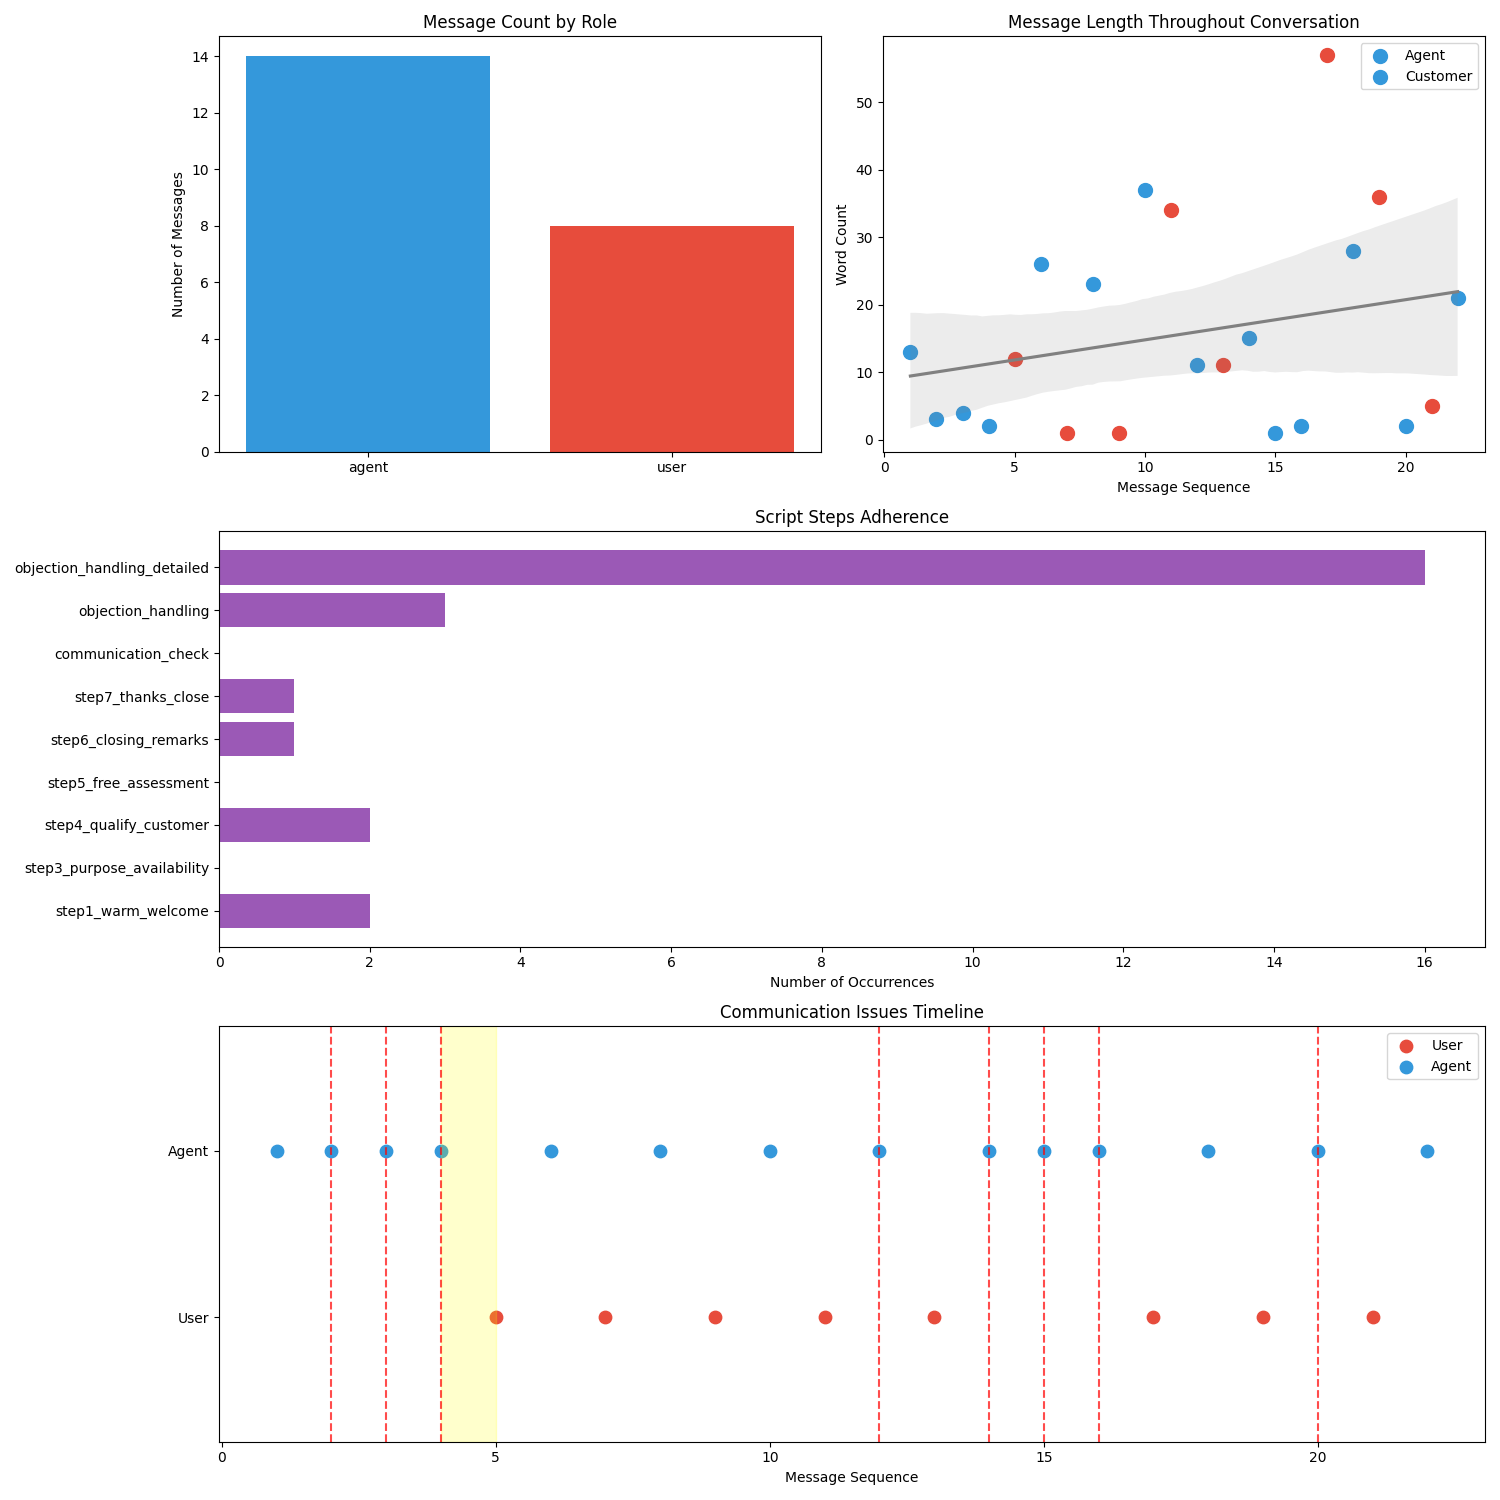 Message Count by Role
Number of Messages
14
12
10
8
6
4
2
0
agent
user
Message Length Throughout Conversation
Agent
Customer
Word Count
50
40
30
20
10
0
0
5
10
15
20
Message Sequence
Script Steps Adherence
objection_handling_detailed
objection_handling
communication_check
step7_thanks_close
step6_closing_remarks
step5_free_assessment
step4_qualify_customer
step3_purpose_availability
step1_warm_welcome
0
2
4
6
8
10
12
14
16
Number of Occurrences
Communication Issues Timeline
User
Agent
Agent
User
0
5
10
15
20
Message Sequence